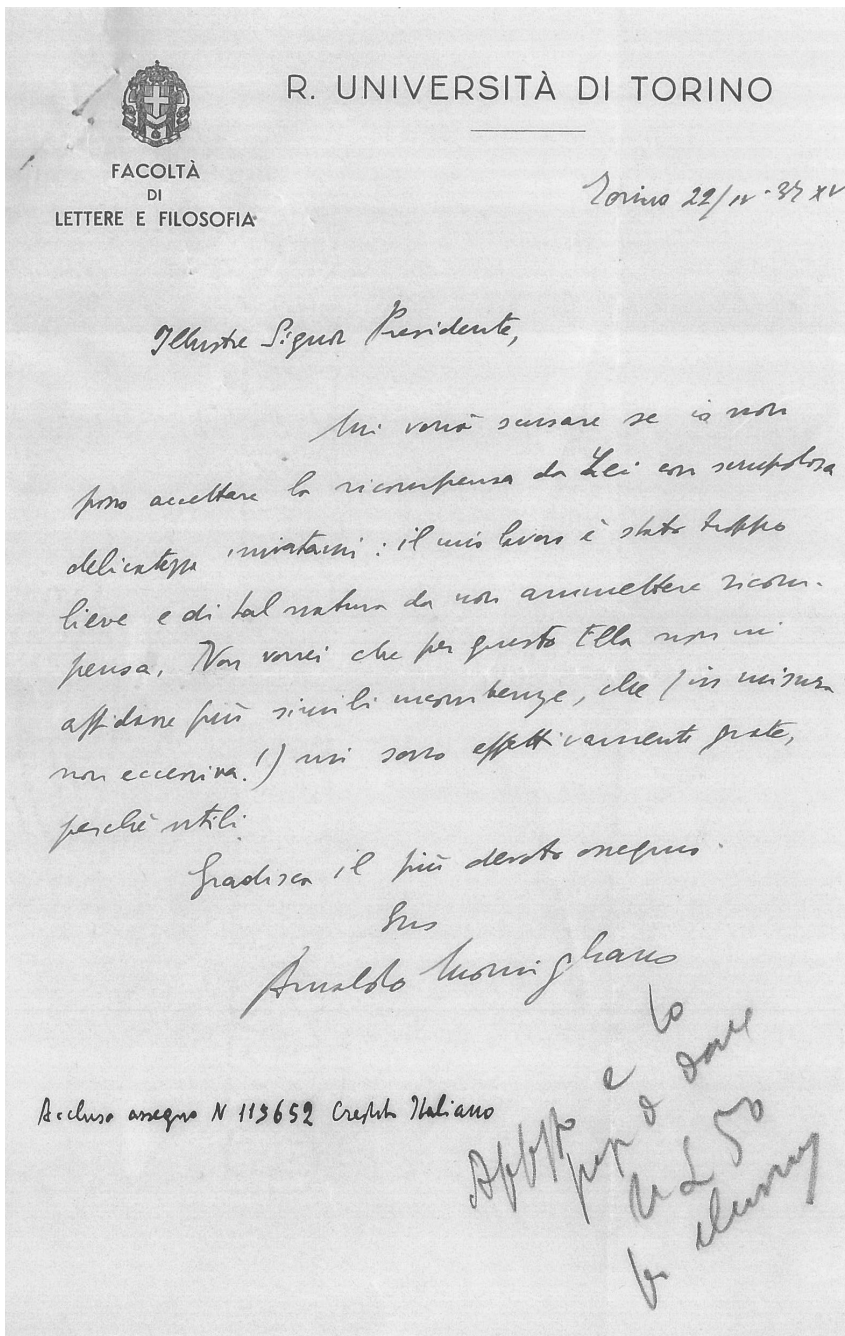 R. UNIVERSITÀ DI TORINO
FACOLTÀ
DI
LETTERE E FILOSOFIA
Torino 22/IV - 37 XV
Illustre Signor Presidente,
Mi vorrà scusare se io non
posso accettare la ricompensa da Lei con scrupolosa
delicatezza inviatami: il mio lavoro è stato troppo
lieve e di tal natura da non ammettere ricom-
pensa. Non vorrei che per questo Ella non mi
affidasse più simili incombenze, che (in misura
non eccessiva!) mi sono effettivamente grate,
perchè utili.
Gradisca il più devoto ossequio.
Suo
Arnaldo Momigliano
Accluso assegno N 113652 Credito Italiano
e lo
L 50